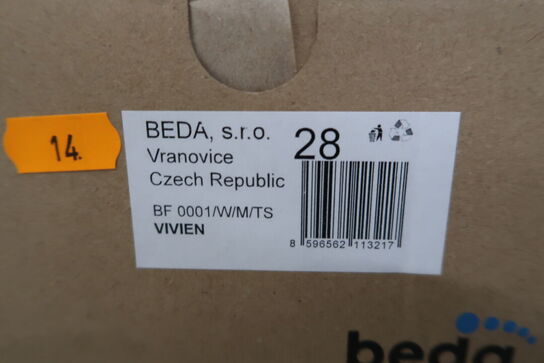 14.
BEDA, s.r.o.
28
Vranovice
Czech Republic
BF 0001/W/M/TS
VIVIEN
8 596562 113217
beda